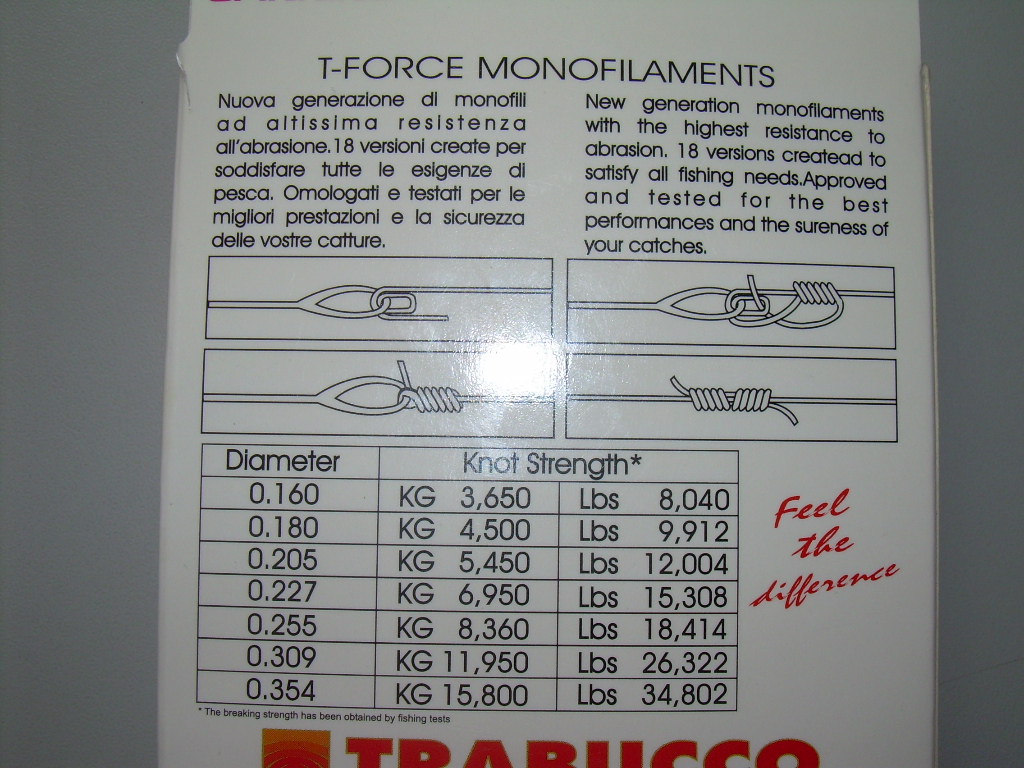 T-FORCE MONOFILAMENTS
Nuova generazione di monofili
ad altissima resistenza
all'abrasione.18 versioni create per
soddisfare tutte le esigenze di
pesca. Omologati e testati per le
migliori prestazioni e la sicurezza
delle vostre catture.
New generation monofilaments
with the highest resistance to
abrasion. 18 versions createad to
satisfy all fishing needs.Approved
and tested for the best
performances and the sureness of
your catches.
Diameter Knot Strength*
0.160 KG 3,650 Lbs 8,040
0.180 KG 4,500 Lbs 9,912
0.205 KG 5,450 Lbs 12,004
0.227 KG 6,950 Lbs 15,308
0.255 KG 8,360 Lbs 18,414
0.309 KG 11,950 Lbs 26,322
0.354 KG 15,800 Lbs 34,802
* The breaking strength has been obtained by fishing tests
Feel
the
difference
TRABUCCO